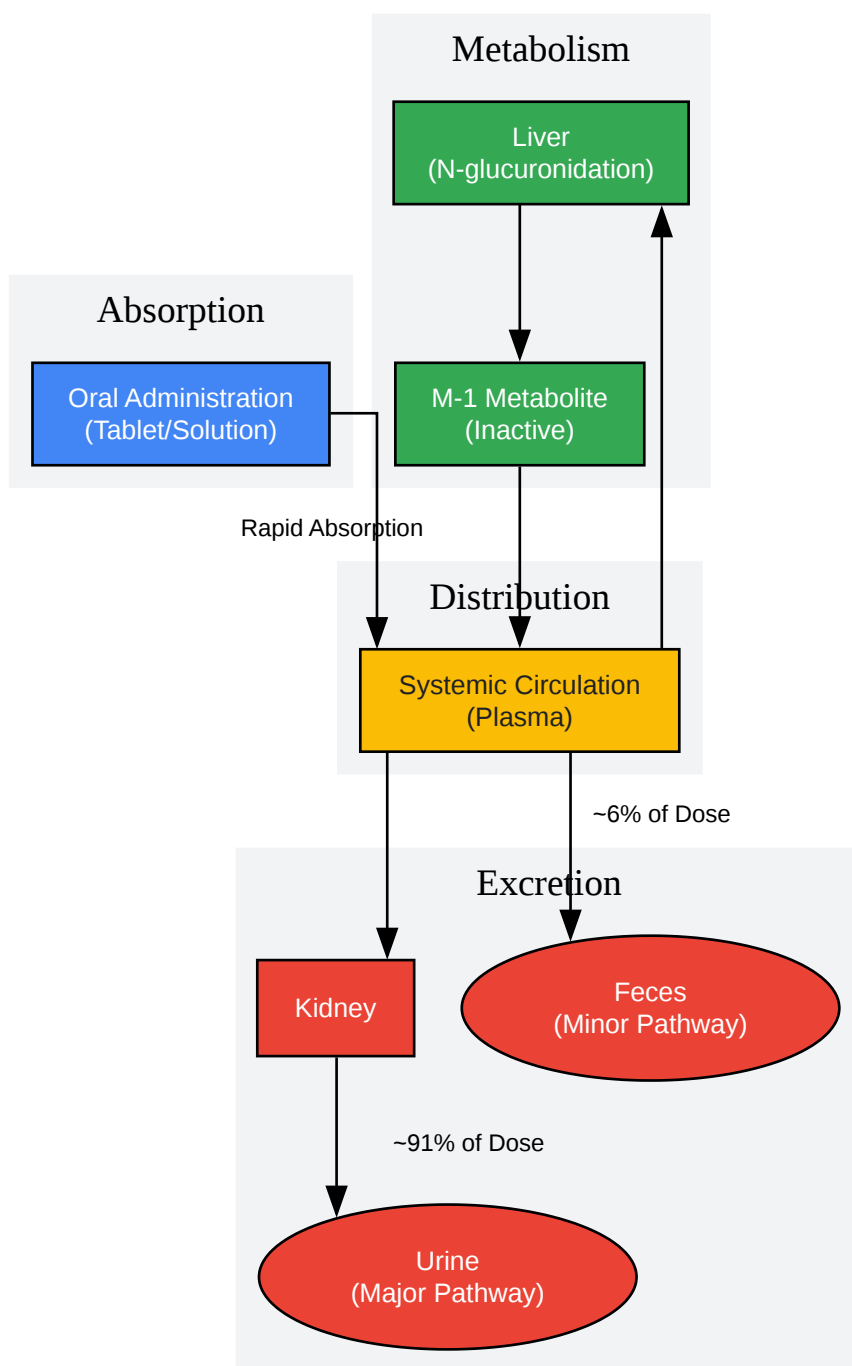 Metabolism
Liver
(N-glucuronidation)
Absorption
Oral Administration
(Tablet/Solution)
M-1 Metabolite
(Inactive)
Rapid Absorption
Distribution
Systemic Circulation
(Plasma)
~6% of Dose
Excretion
Kidney
Feces
(Minor Pathway)
~91% of Dose
Urine
(Major Pathway)